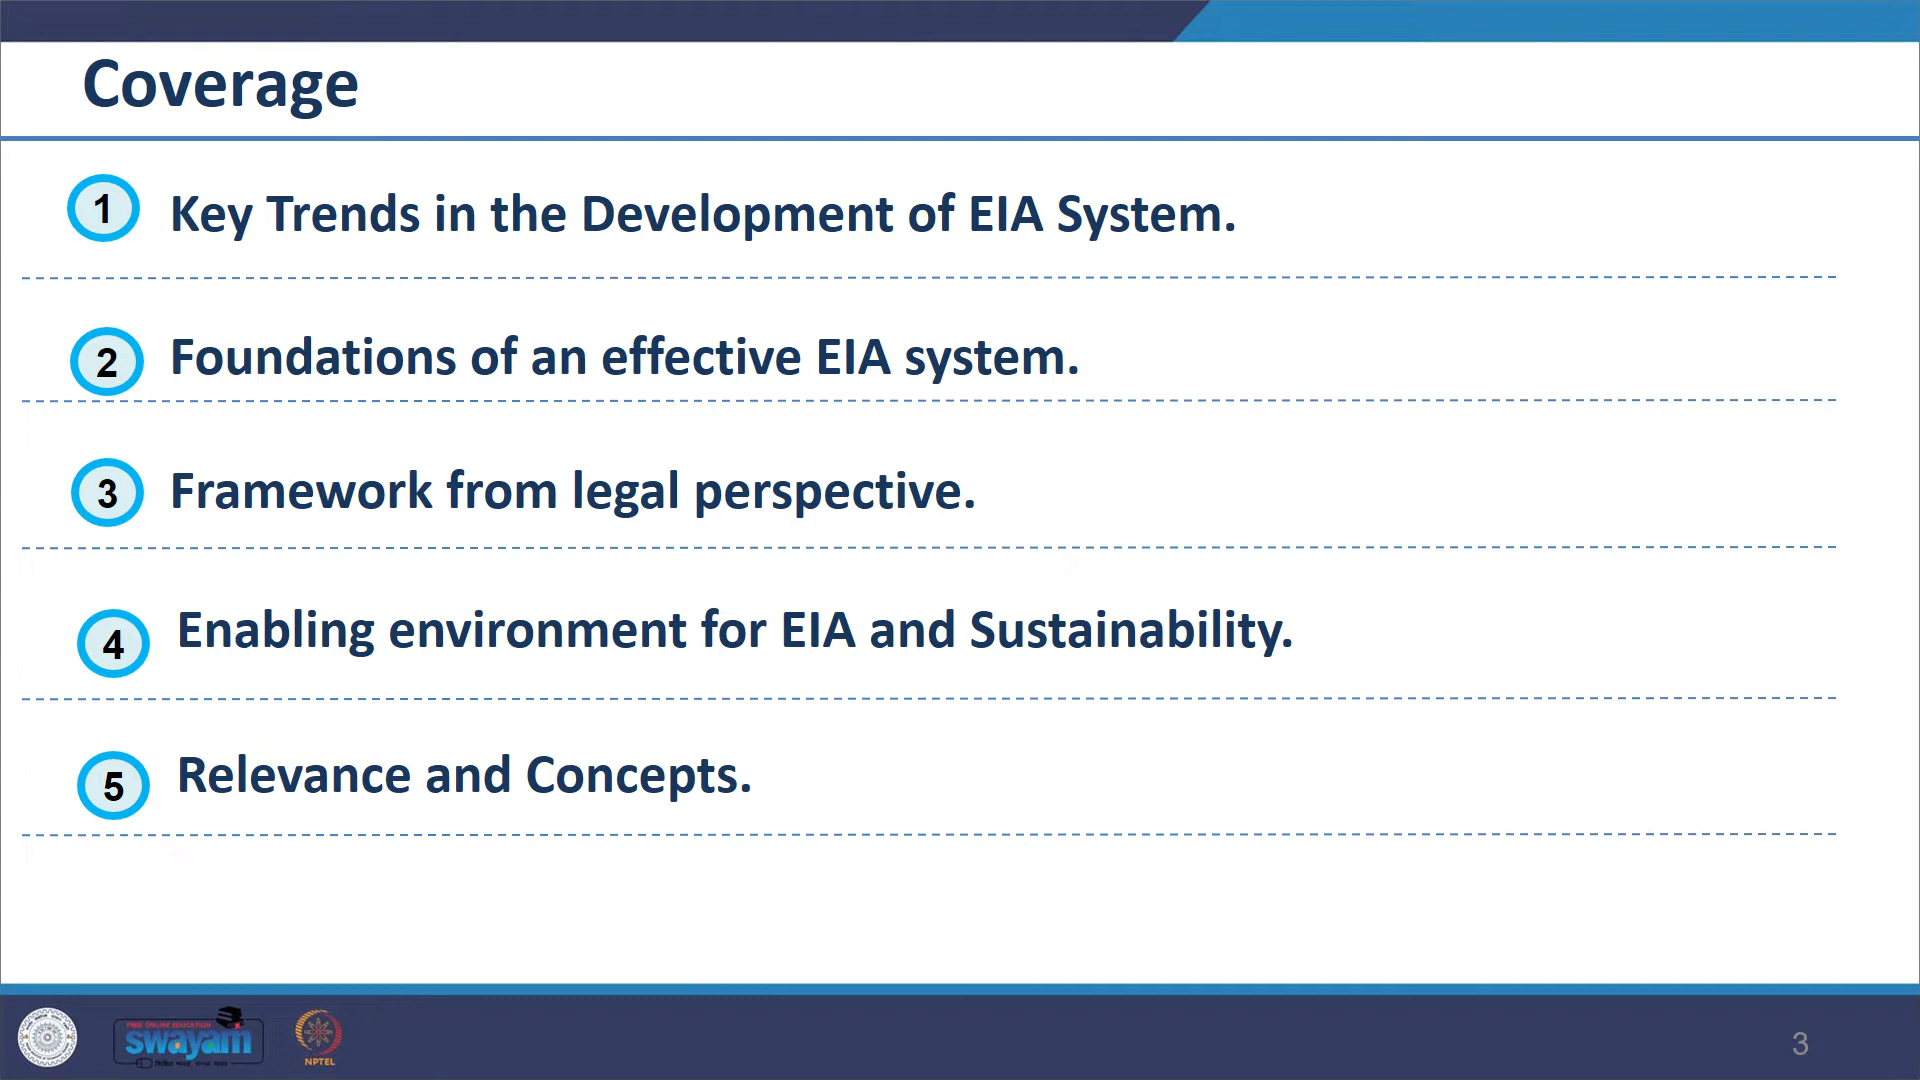 Coverage
1 Key Trends in the Development of EIA System.
2 Foundations of an effective EIA system.
3 Framework from legal perspective.
4 Enabling environment for EIA and Sustainability.
5 Relevance and Concepts.
FREE ONLINE EDUCATION
swayam
NPTEL
3